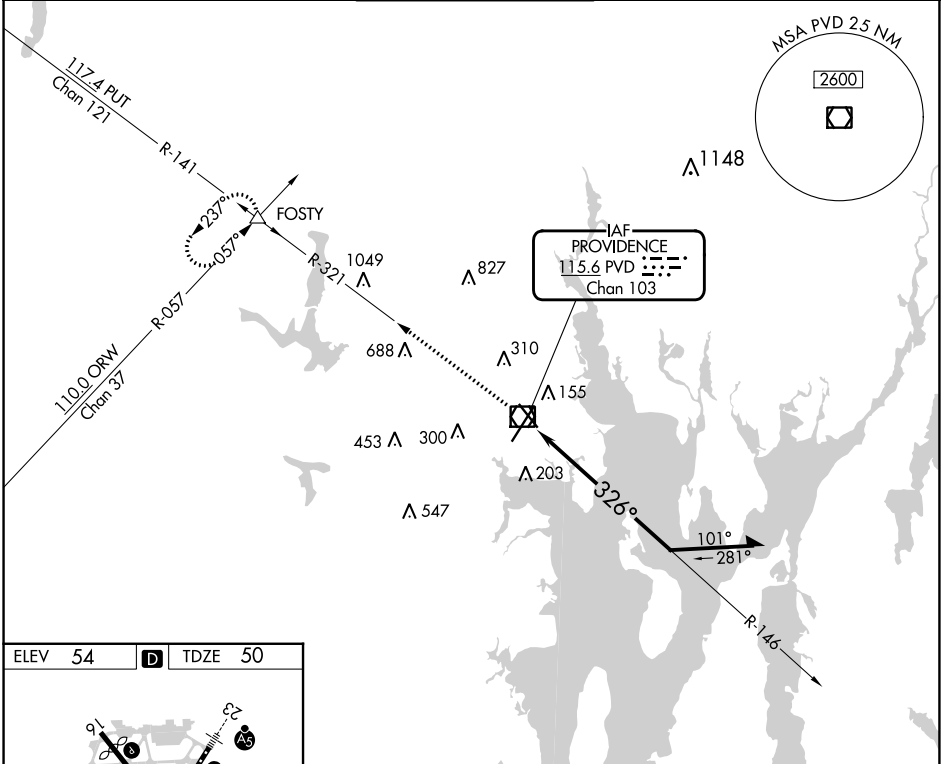 MSA PVD 25 NM
2600
117.4 PUT
Chan 121
R-141
1148
237°
FOSTY
057°
IAF
PROVIDENCE
115.6 PVD
Chan 103
R-321
1049
827
R-057
688
310
110.0 ORW
Chan 37
155
453
300
203
326°
547
101°
281°
R-146
ELEV 54
D
TDZE 50
16
23
A5